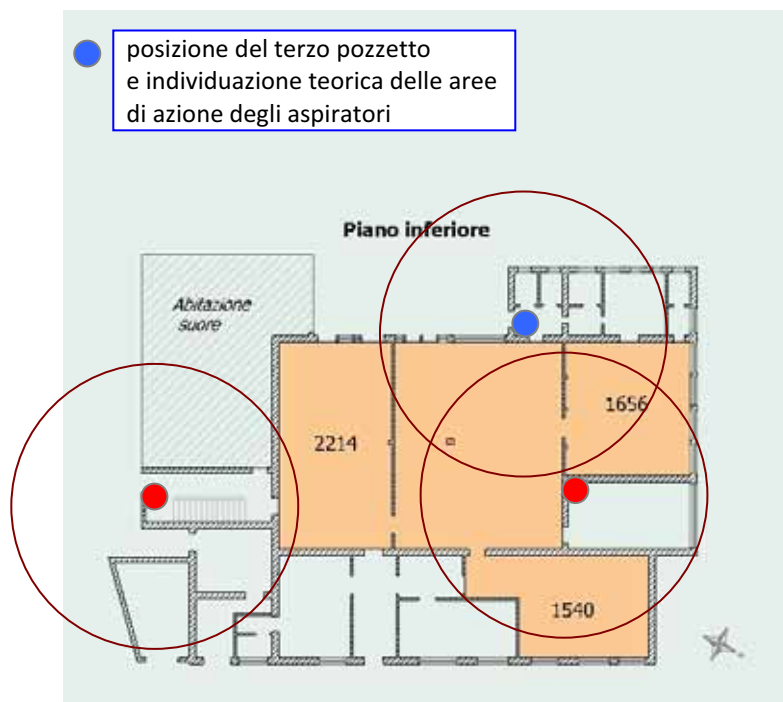 posizione del terzo pozzetto
e individuazione teorica delle aree
di azione degli aspiratori
Piano inferiore
Abitazione
suore
1656
2214
1540